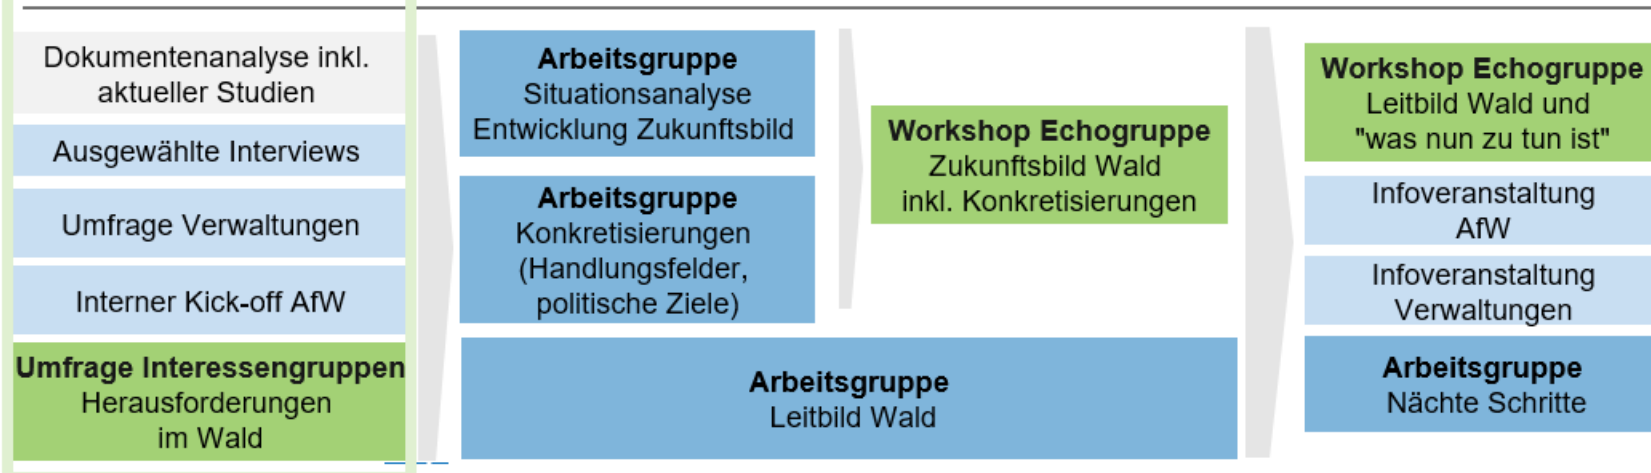 Dokumentenanalyse inkl.
aktueller Studien
Ausgewählte Interviews
Umfrage Verwaltungen
Interner Kick-off AfW
Umfrage Interessengruppen
Herausforderungen
im Wald
Arbeitsgruppe
Situationsanalyse
Entwicklung Zukunftsbild
Arbeitsgruppe
Konkretisierungen
(Handlungsfelder,
politische Ziele)
Workshop Echogruppe
Zukunftsbild Wald
inkl. Konkretisierungen
Arbeitsgruppe
Leitbild Wald
Workshop Echogruppe
Leitbild Wald und
"was nun zu tun ist"
Infoveranstaltung
AfW
Infoveranstaltung
Verwaltungen
Arbeitsgruppe
Nächte Schritte